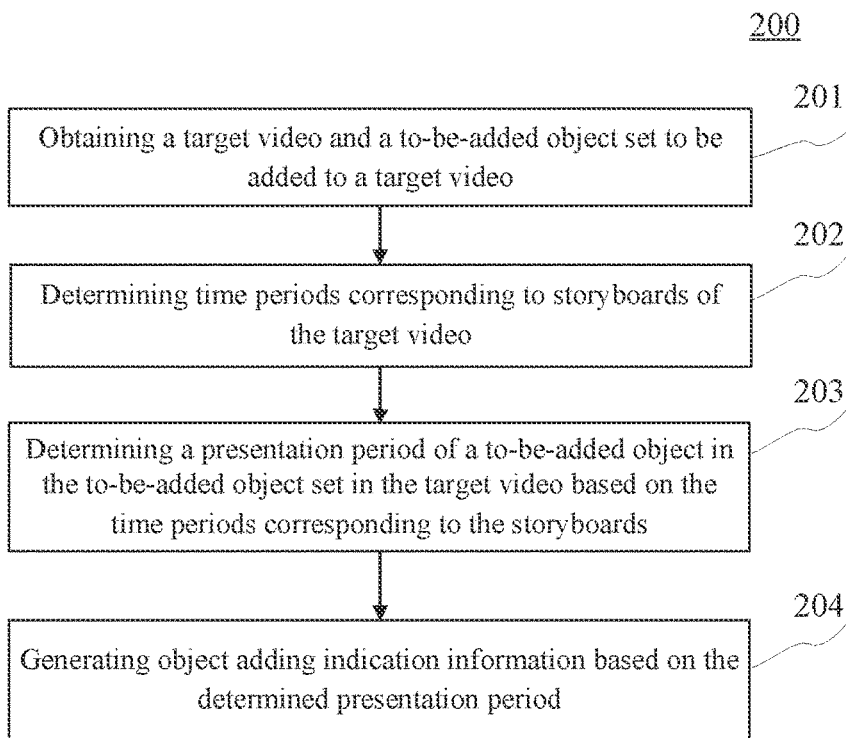 200
201
Obtaining a target video and a to-be-added object set to be
added to a target video
202
Determining time periods corresponding to storyboards of
the target video
203
Determining a presentation period of a to-be-added object in
the to-be-added object set in the target video based on the
time periods corresponding to the storyboards
204
Generating object adding indication information based on the
determined presentation period